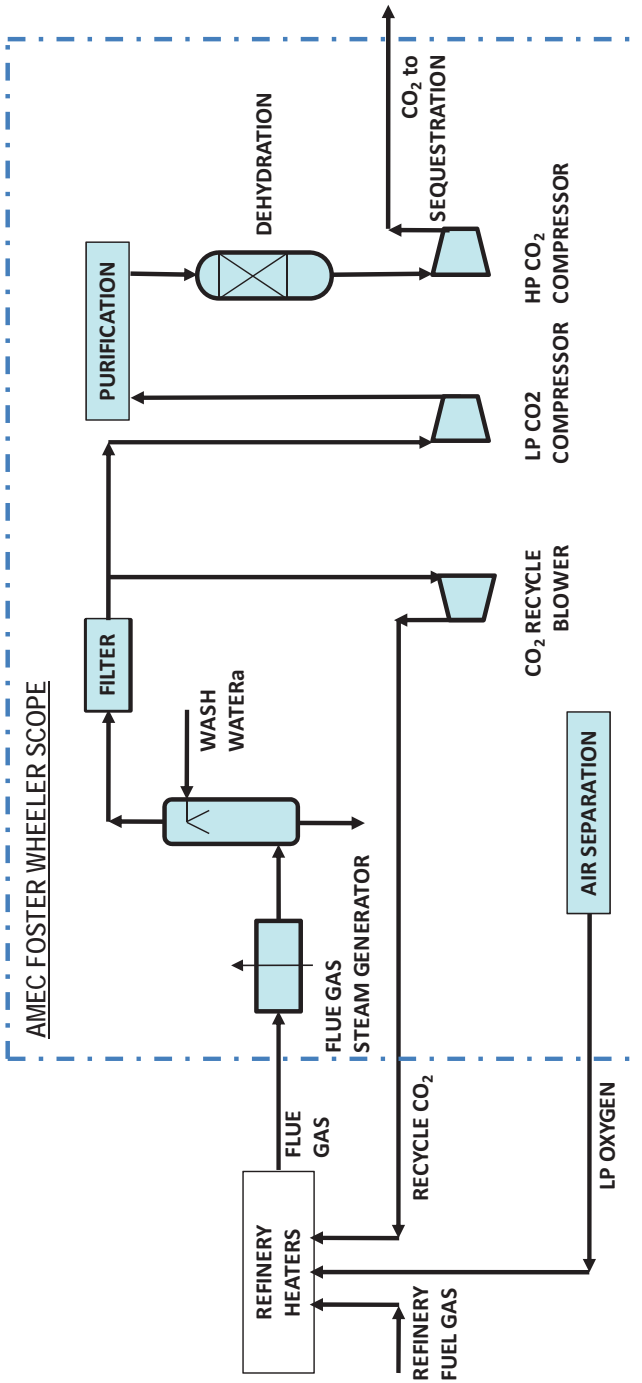 AMEC FOSTER WHEELER SCOPE
REFINERY
HEATERS
FLUE
GAS
FLUE GAS
STEAM GENERATOR
WASH
WATERa
FILTER
PURIFICATION
DEHYDRATION
CO₂ to
SEQUESTRATION
HP CO₂
COMPRESSOR
LP CO2
COMPRESSOR
CO₂ RECYCLE
BLOWER
RECYCLE CO₂
AIR SEPARATION
LP OXYGEN
REFINERY
FUEL GAS